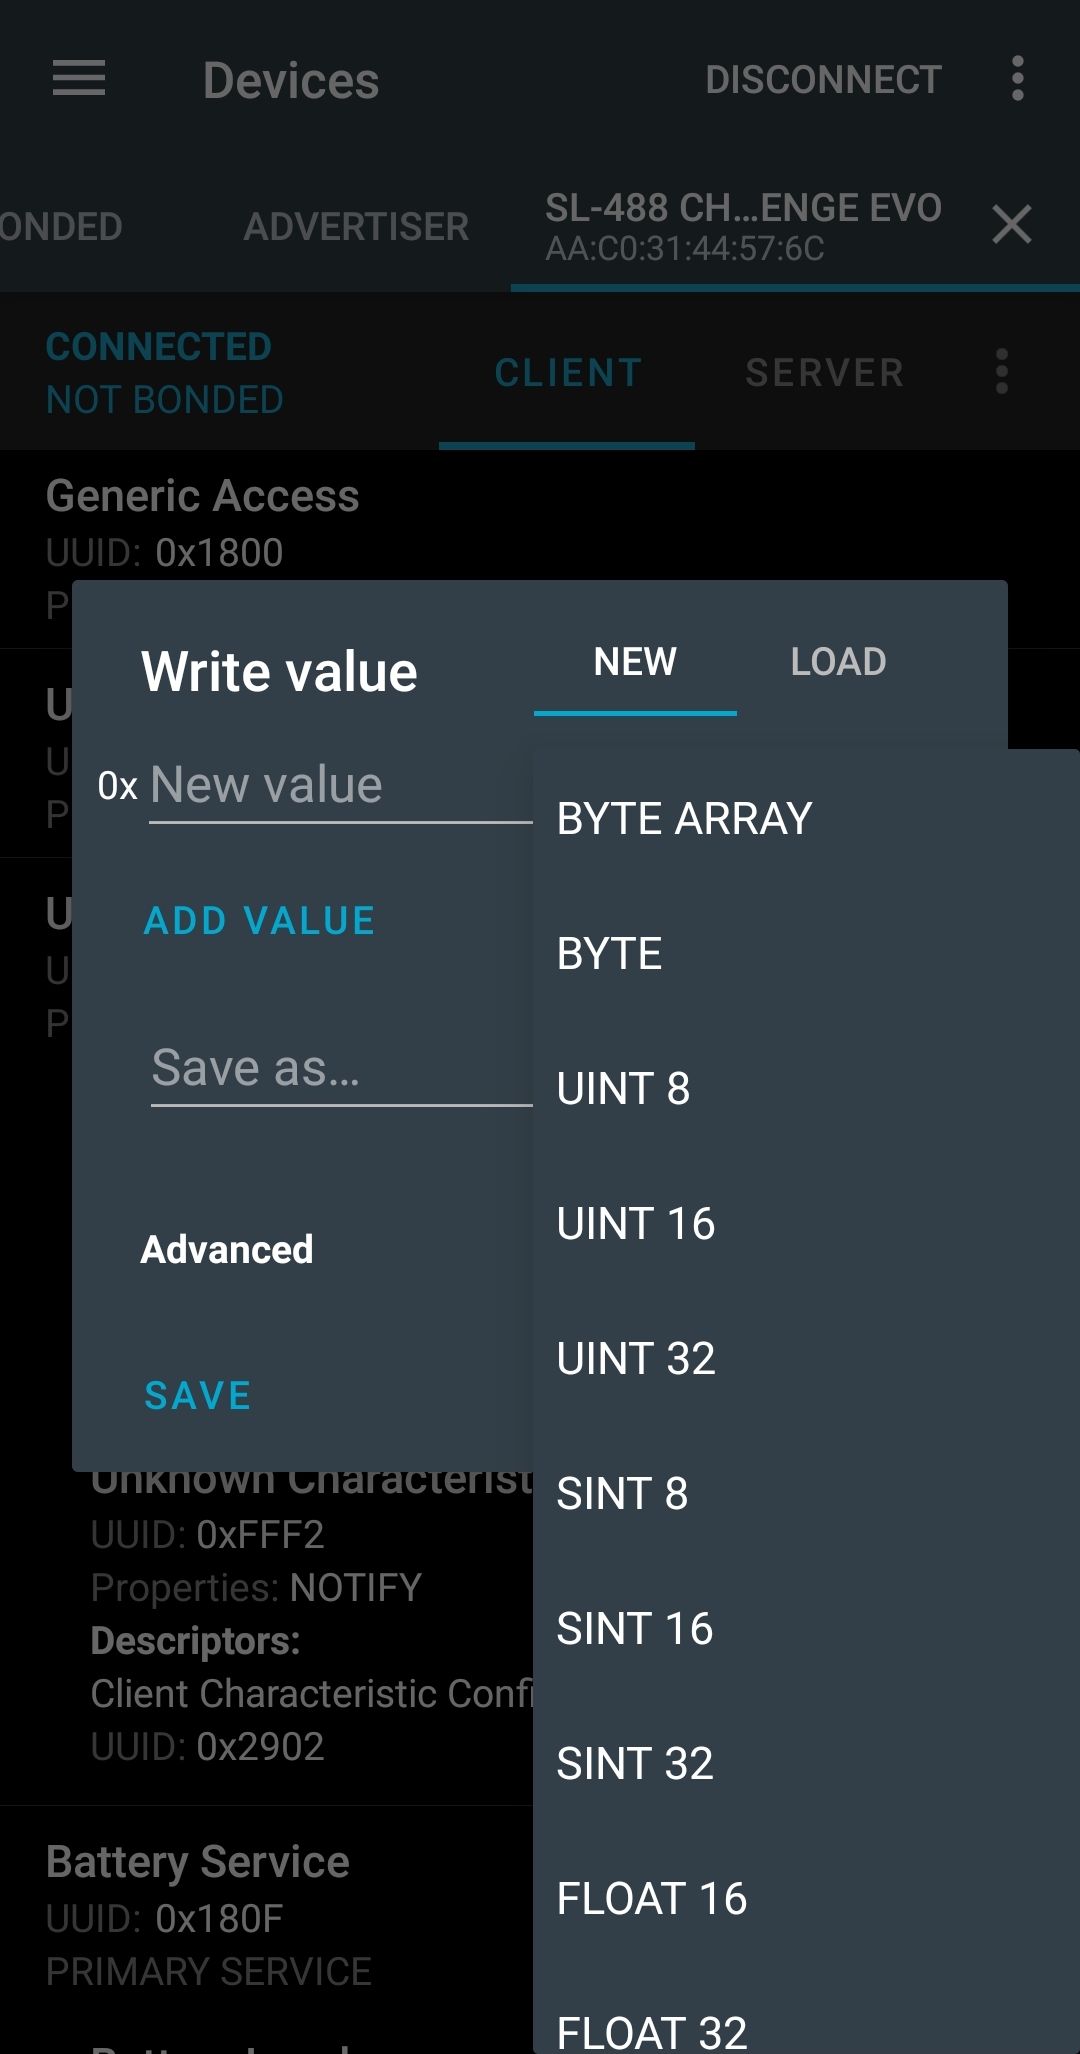 Devices
DISCONNECT
ONDED
ADVERTISER
SL-488 CH...ENGE EVO
AA:C0:31:44:57:6C
CONNECTED
NOT BONDED
CLIENT
SERVER
Generic Access
UUID: 0x1800
P
Write value
NEW
LOAD
U
U
P
0x New value
ADD VALUE
U
U
P
Save as...
Advanced
SAVE
BYTE ARRAY
BYTE
UINT 8
UINT 16
UINT 32
SINT 8
SINT 16
SINT 32
FLOAT 16
FLOAT 32
Unknown Characterist
UUID: 0xFFF2
Properties: NOTIFY
Descriptors:
Client Characteristic Confi
UUID: 0x2902
Battery Service
UUID: 0x180F
PRIMARY SERVICE